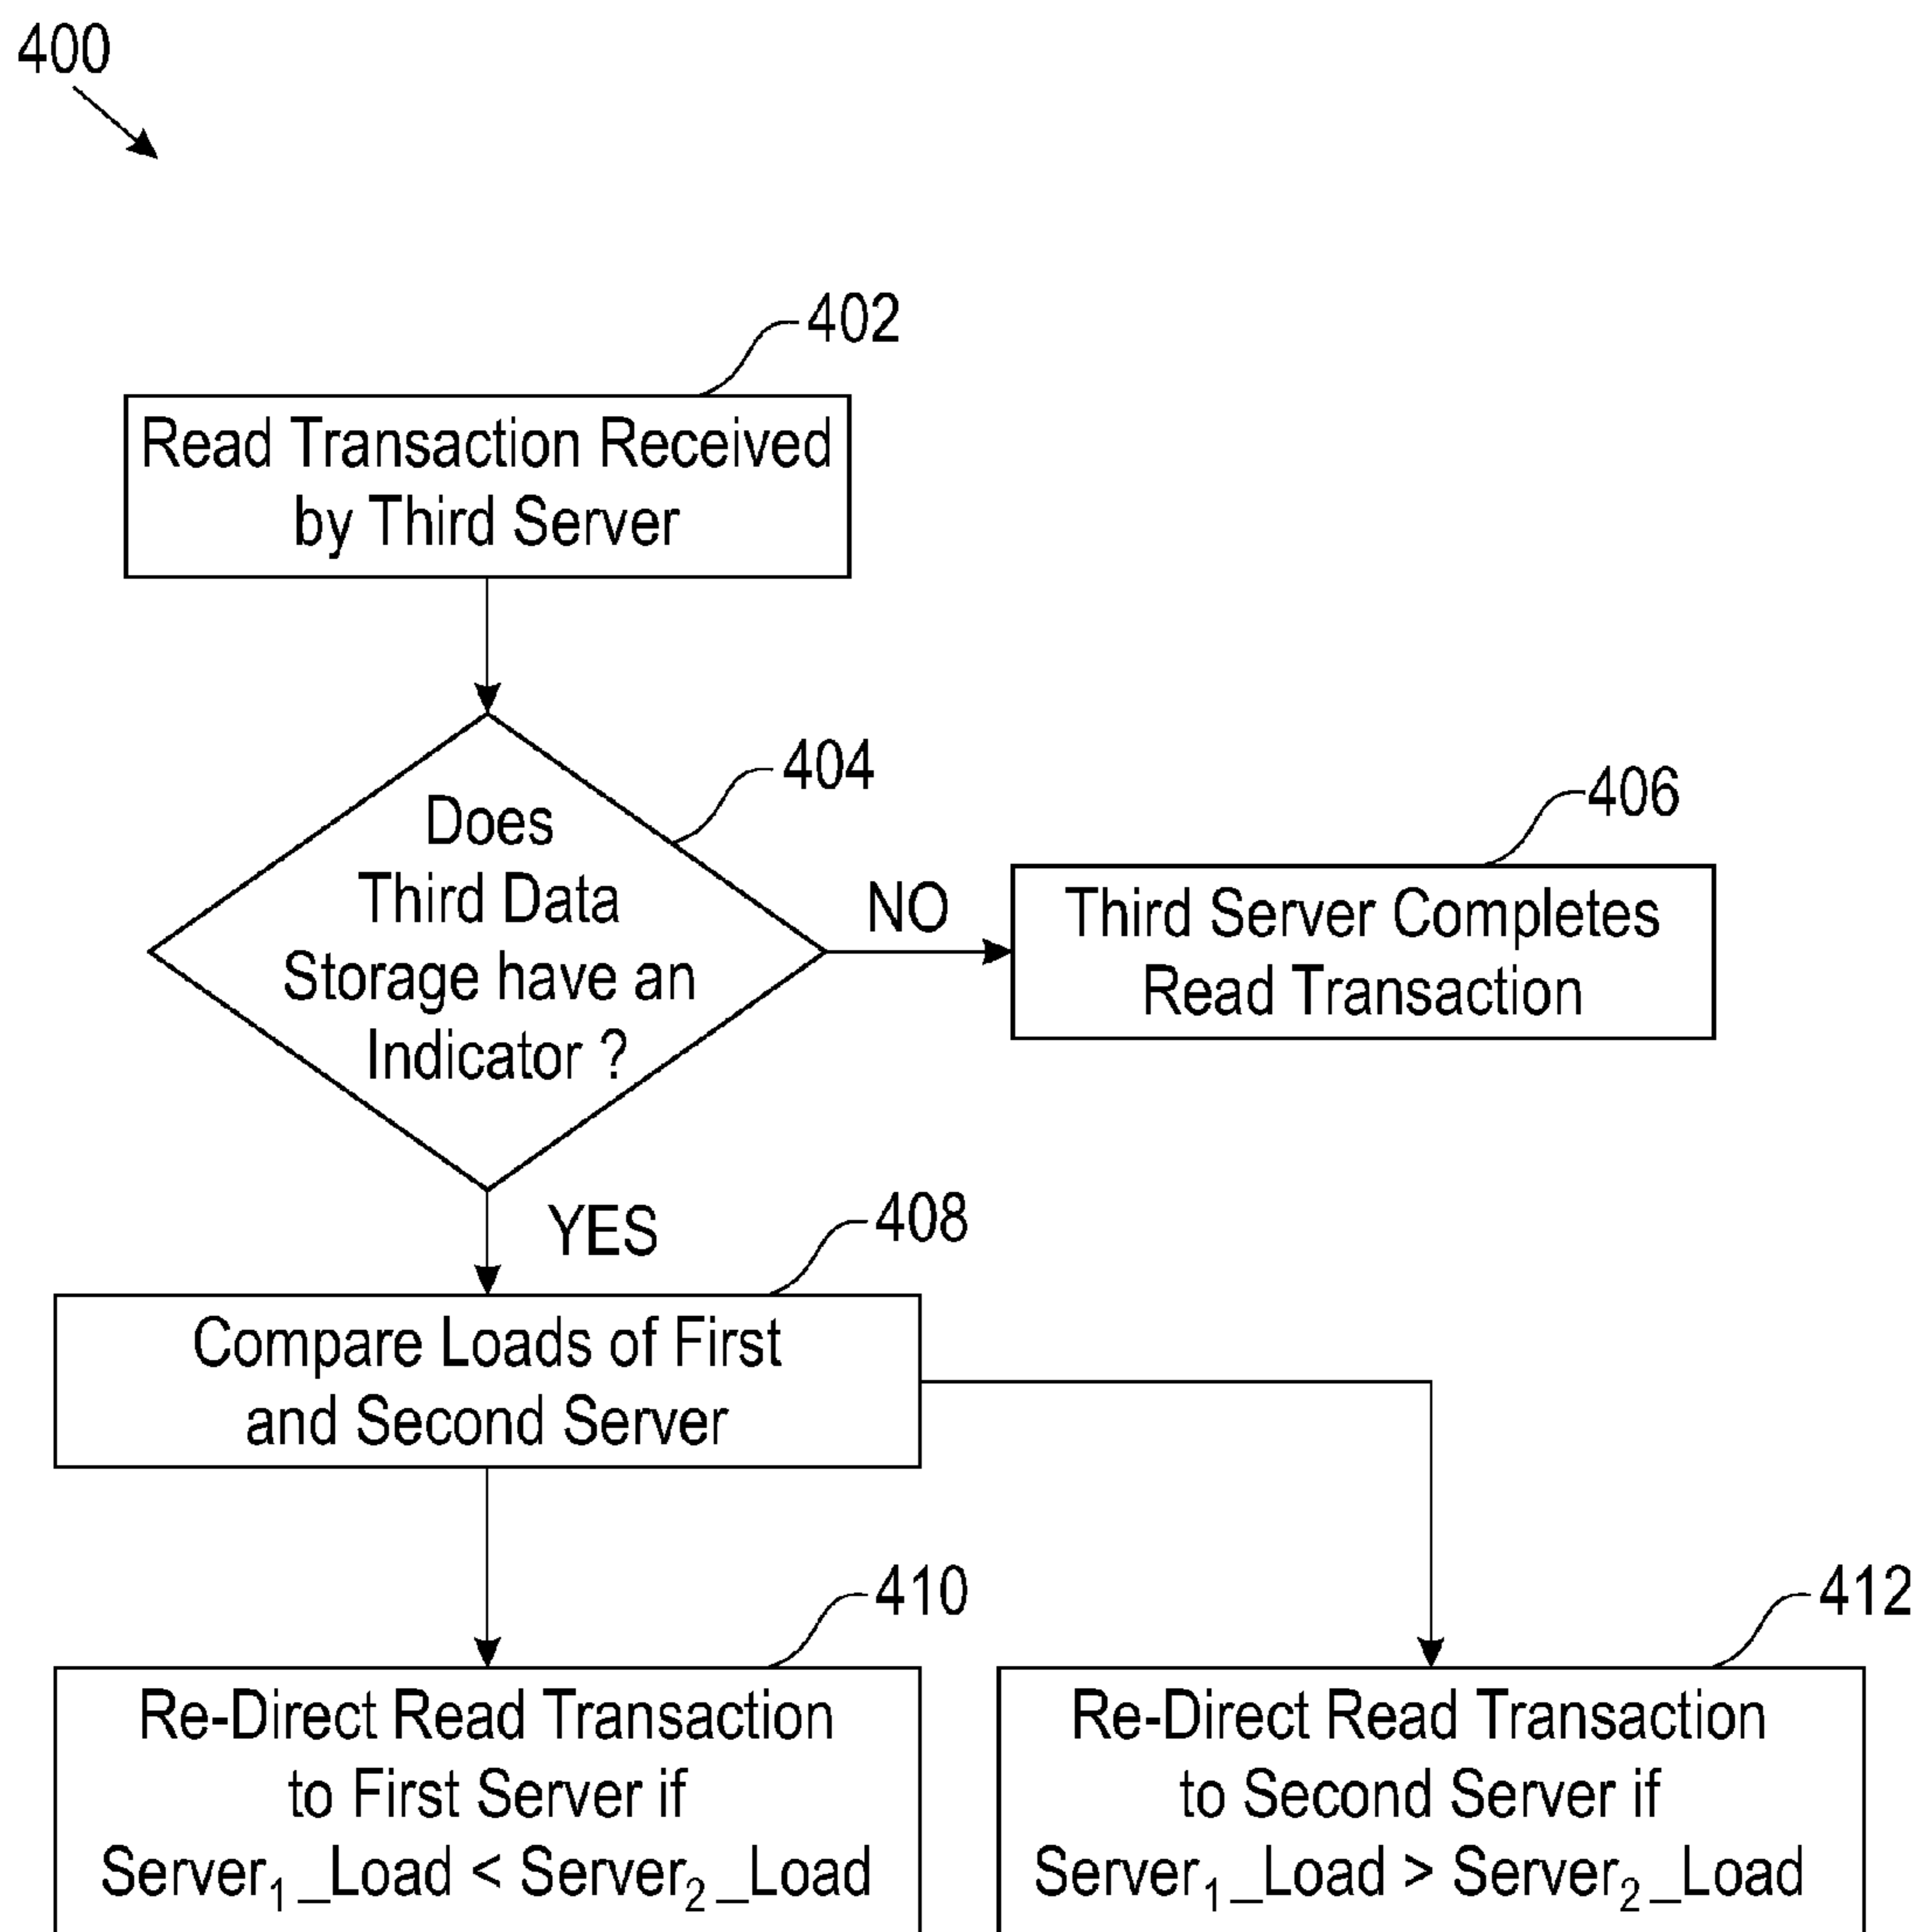 400
402
Read Transaction Received
by Third Server
404
Does
Third Data
Storage have an
Indicator ?
NO
406
Third Server Completes
Read Transaction
YES
408
Compare Loads of First
and Second Server
410
Re-Direct Read Transaction
to First Server if
Server₁_Load < Server₂_Load
412
Re-Direct Read Transaction
to Second Server if
Server₁_Load > Server₂_Load